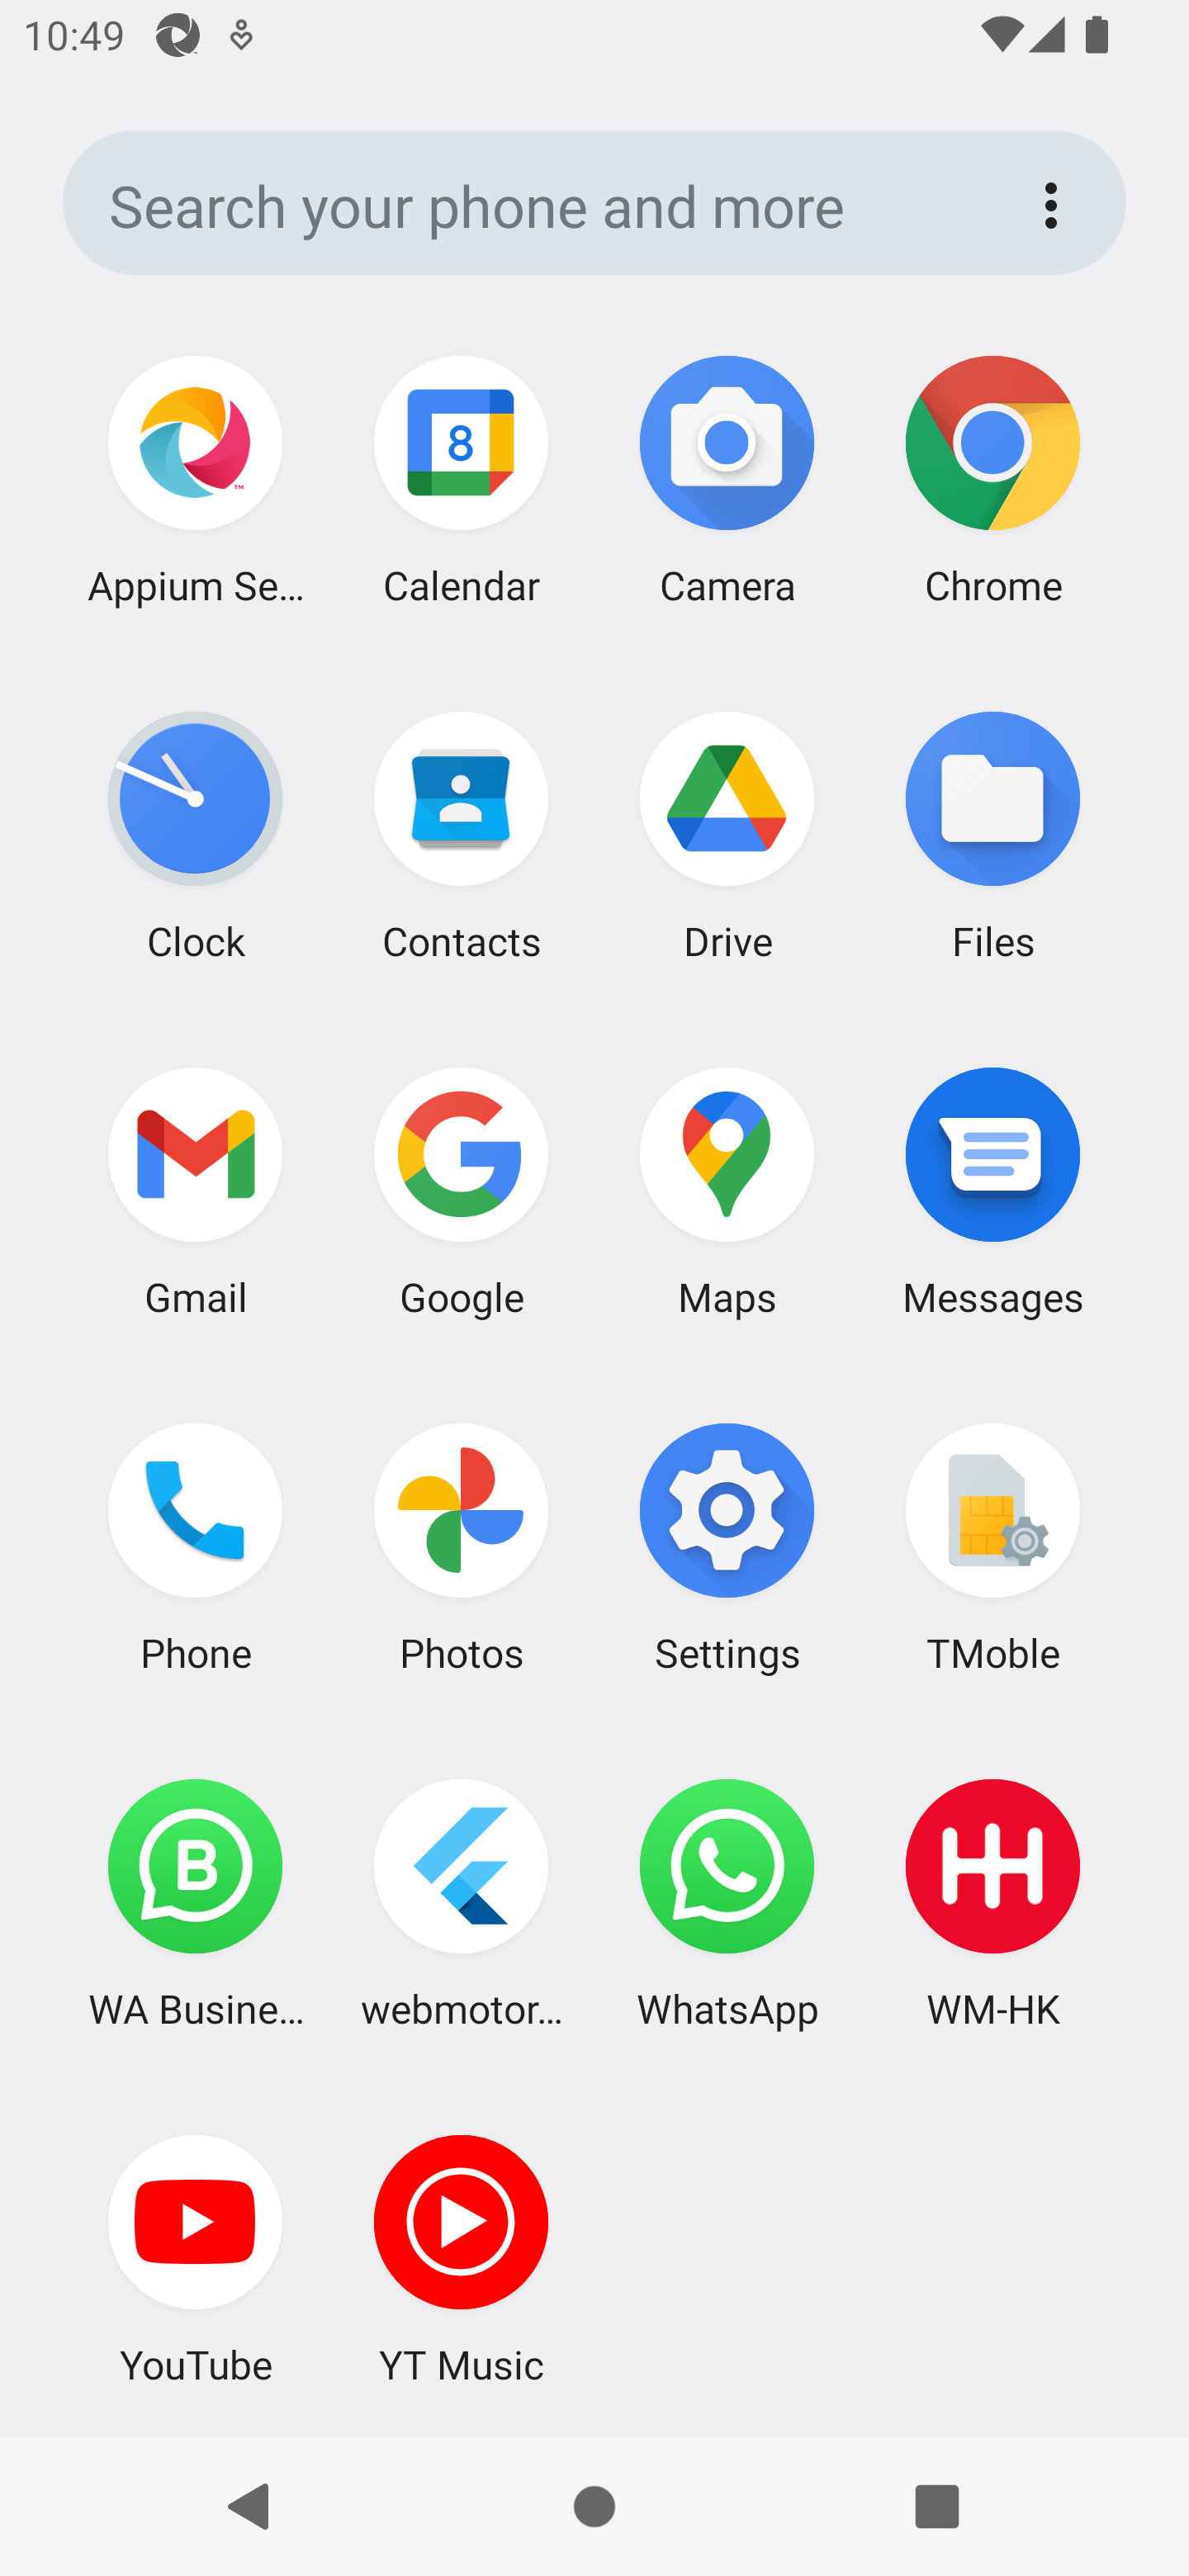 10:49
Search your phone and more
Appium Se… Calendar Camera Chrome
Clock Contacts Drive Files
Gmail Google Maps Messages
Phone Photos Settings TMoble
WA Busine… webmotor… WhatsApp WM-HK
YouTube YT Music